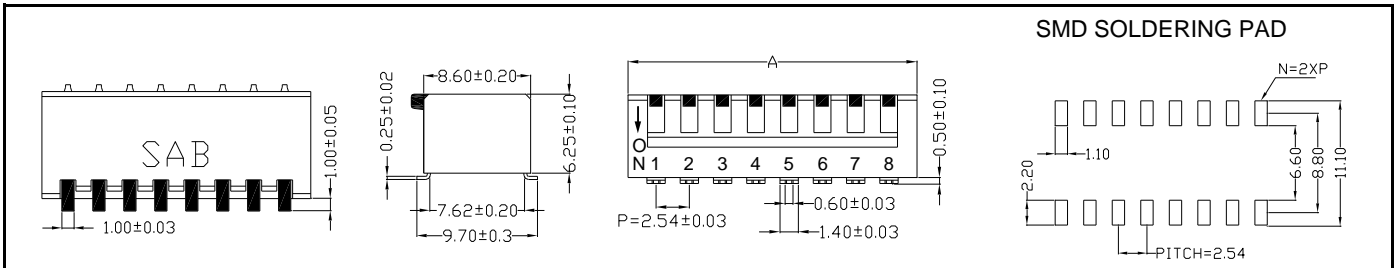 SMD SOLDERING PAD
SAB
1.00±0.05
1.00±0.03
8.60±0.20
0.25±0.02
6.25±0.10
7.62±0.20
9.70±0.3
A
O
N 1 2 3 4 5 6 7 8
0.50±0.10
P=2.54±0.03
0.60±0.03
1.40±0.03
N=2XP
1.10
2.20
6.60
8.80
11.10
PITCH=2.54